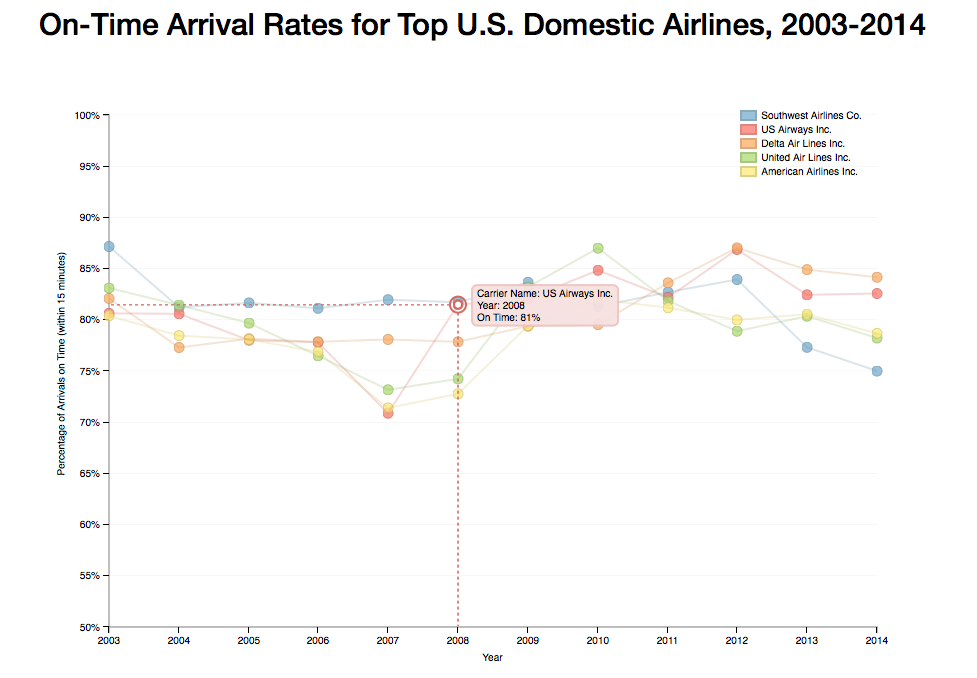 On-Time Arrival Rates for Top U.S. Domestic Airlines, 2003-2014
Southwest Airlines Co.
US Airways Inc.
Delta Air Lines Inc.
United Air Lines Inc.
American Airlines Inc.
100%
95%
90%
85%
80%
75%
70%
65%
60%
55%
50%
Percentage of Arrivals on Time (within 15 minutes)
Carrier Name: US Airways Inc.
Year: 2008
On Time: 81%
2003 2004 2005 2006 2007 2008 2009 2010 2011 2012 2013 2014
Year